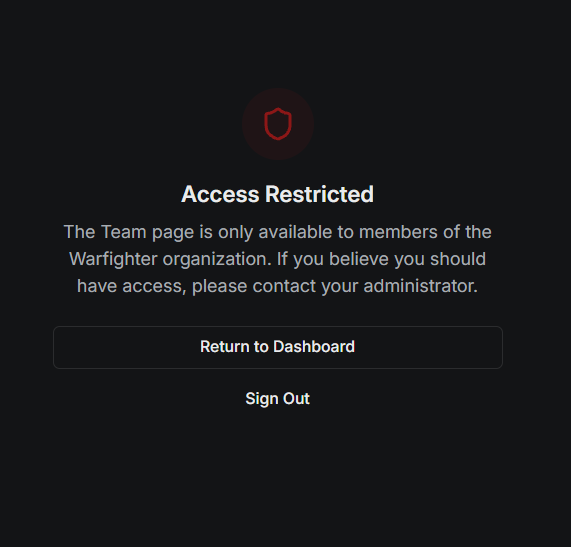 Access Restricted
The Team page is only available to members of the
Warfighter organization. If you believe you should
have access, please contact your administrator.
Return to Dashboard
Sign Out